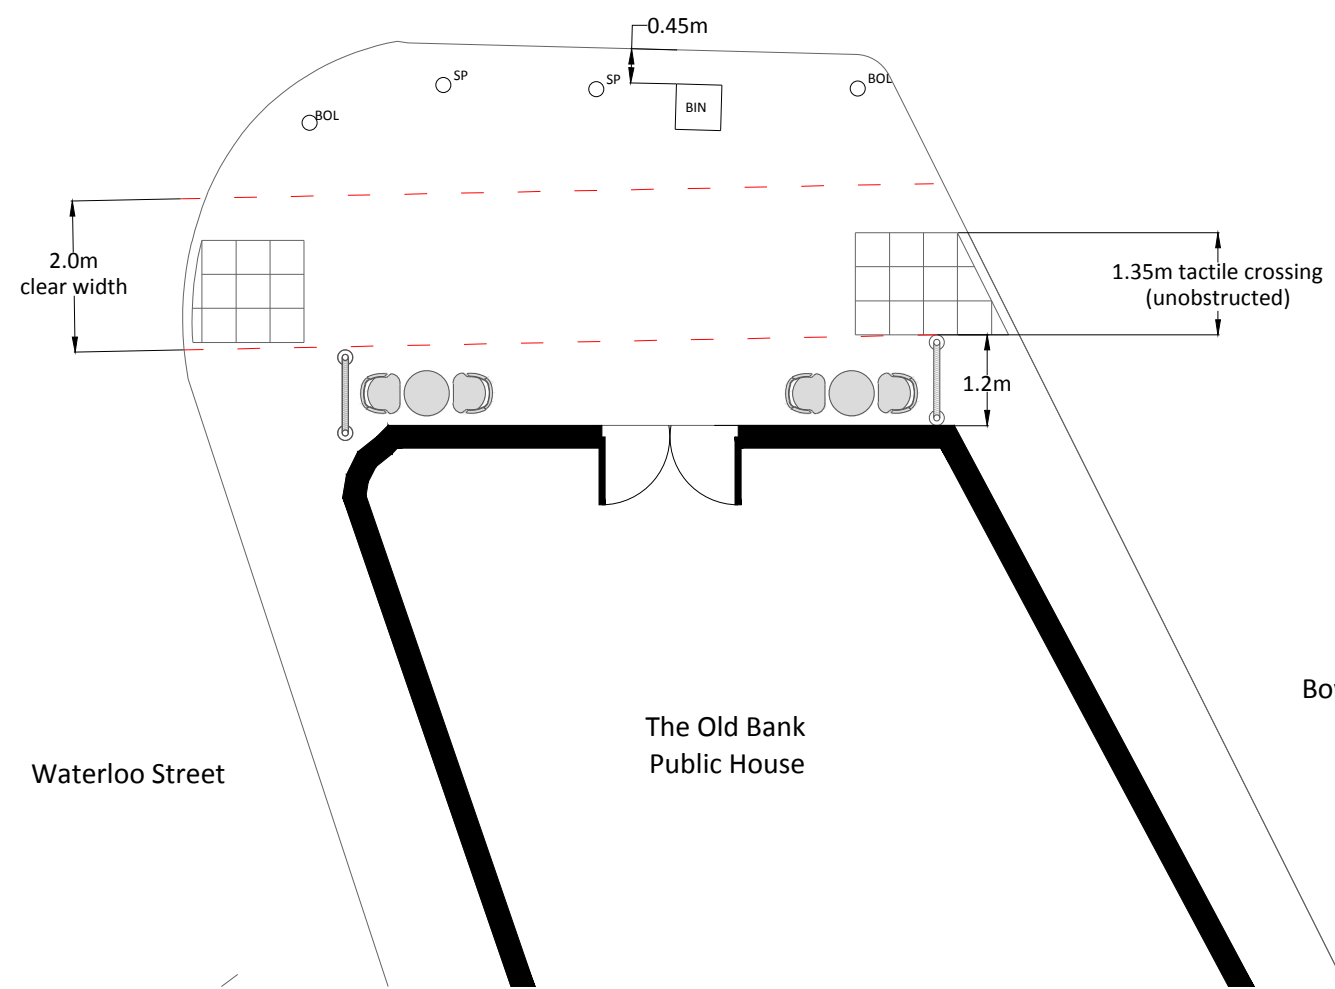 0.45m
SP
SP
BOL
BIN
BOL
2.0m
clear width
1.35m tactile crossing
(unobstructed)
1.2m
The Old Bank
Public House
Waterloo Street